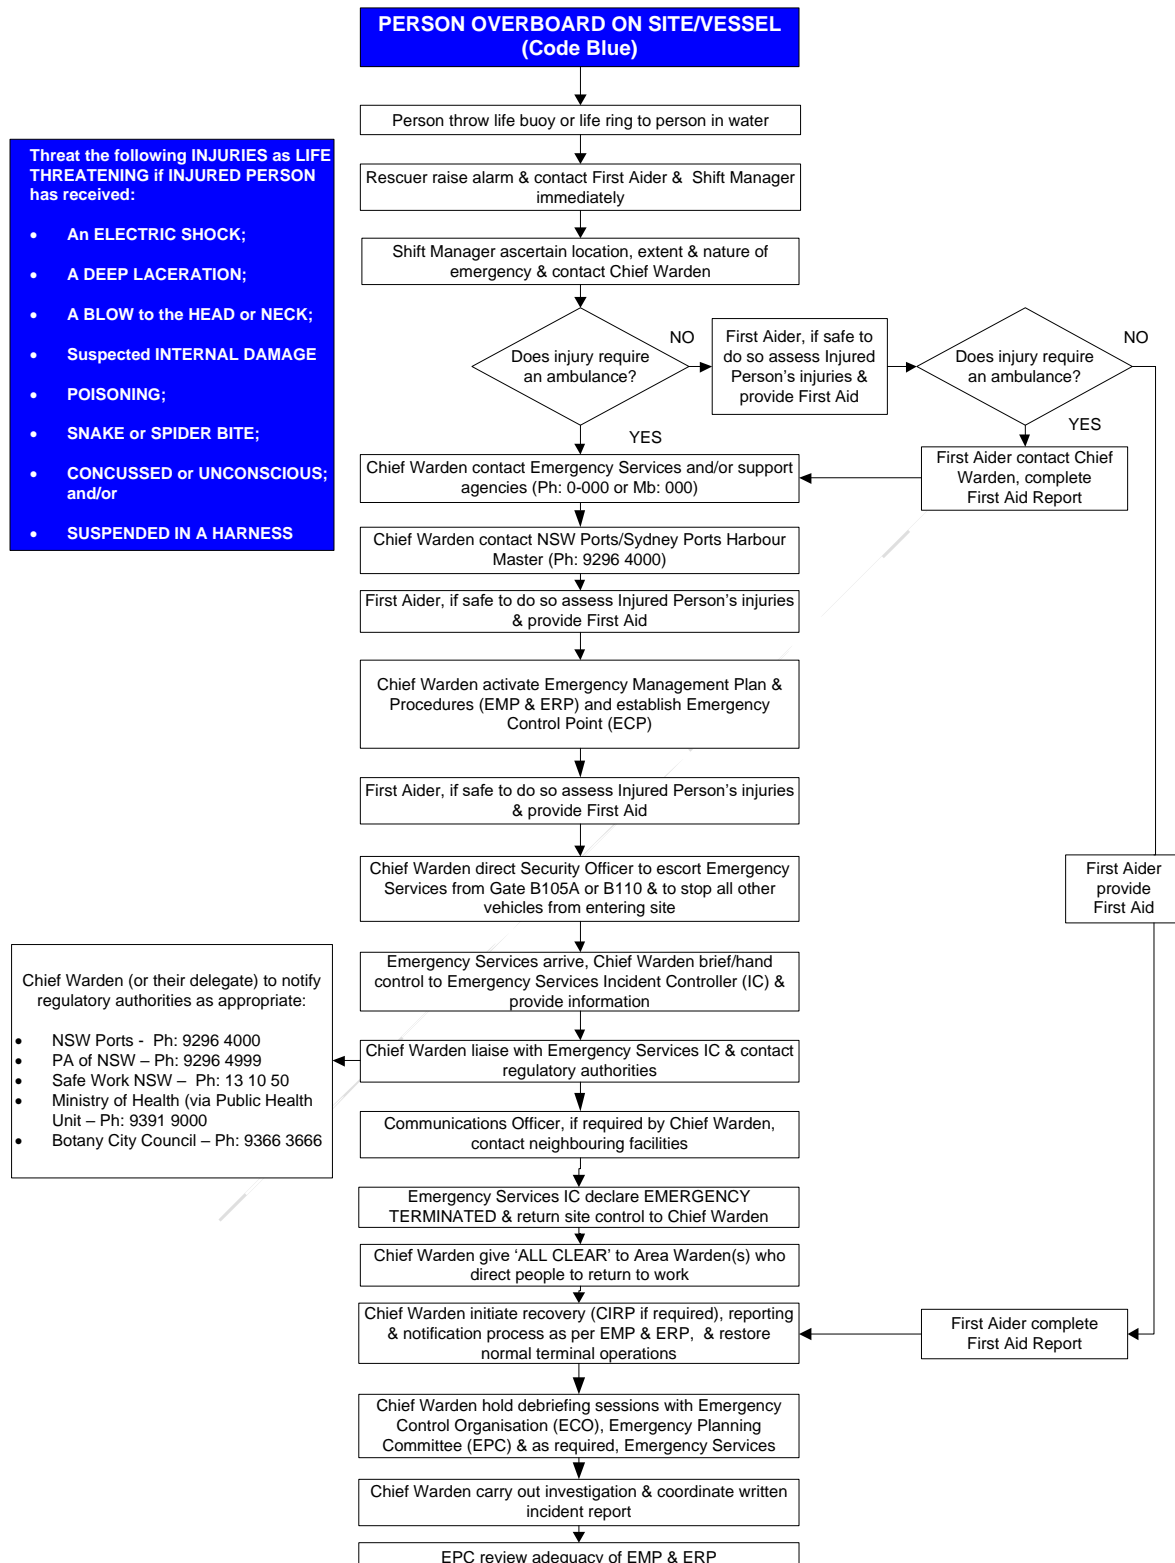 PERSON OVERBOARD ON SITE/VESSEL
(Code Blue)
Person throw life buoy or life ring to person in water
Threat the following INJURIES as LIFE
THREATENING if INJURED PERSON
has received:
• An ELECTRIC SHOCK;
• A DEEP LACERATION;
• A BLOW to the HEAD or NECK;
• Suspected INTERNAL DAMAGE
• POISONING;
• SNAKE or SPIDER BITE;
• CONCUSSED or UNCONSCIOUS;
and/or
• SUSPENDED IN A HARNESS
Rescuer raise alarm & contact First Aider & Shift Manager
immediately
Shift Manager ascertain location, extent & nature of
emergency & contact Chief Warden
Does injury require
an ambulance?
NO
First Aider, if safe to
do so assess Injured
Person's injuries &
provide First Aid
Does injury require
an ambulance?
NO
YES
YES
First Aider contact Chief
Warden, complete
First Aid Report
Chief Warden contact Emergency Services and/or support
agencies (Ph: 0-000 or Mb: 000)
Chief Warden contact NSW Ports/Sydney Ports Harbour
Master (Ph: 9296 4000)
First Aider, if safe to do so assess Injured Person's injuries
& provide First Aid
Chief Warden activate Emergency Management Plan &
Procedures (EMP & ERP) and establish Emergency
Control Point (ECP)
First Aider, if safe to do so assess Injured Person's injuries
& provide First Aid
Chief Warden direct Security Officer to escort Emergency
Services from Gate B105A or B110 & to stop all other
vehicles from entering site
First Aider
provide
First Aid
Emergency Services arrive, Chief Warden brief/hand
control to Emergency Services Incident Controller (IC) &
provide information
Chief Warden liaise with Emergency Services IC & contact
regulatory authorities
Chief Warden (or their delegate) to notify
regulatory authorities as appropriate:
• NSW Ports - Ph: 9296 4000
• PA of NSW – Ph: 9296 4999
• Safe Work NSW – Ph: 13 10 50
• Ministry of Health (via Public Health
Unit – Ph: 9391 9000
• Botany City Council – Ph: 9366 3666
Communications Officer, if required by Chief Warden,
contact neighbouring facilities
Emergency Services IC declare EMERGENCY
TERMINATED & return site control to Chief Warden
Chief Warden give 'ALL CLEAR' to Area Warden(s) who
direct people to return to work
Chief Warden initiate recovery (CIRP if required), reporting
& notification process as per EMP & ERP, & restore
normal terminal operations
First Aider complete
First Aid Report
Chief Warden hold debriefing sessions with Emergency
Control Organisation (ECO), Emergency Planning
Committee (EPC) & as required, Emergency Services
Chief Warden carry out investigation & coordinate written
incident report
EPC review adequacy of EMP & ERP